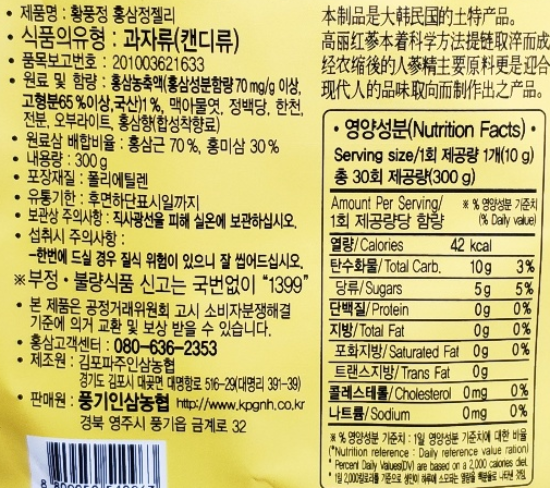 • 제품명 : 황풍정 홍삼정젤리
• 식품의유형 : 과자류(캔디류)
• 품목보고번호 : 201003621633
• 원료 및 함량 : 홍삼농축액(홍삼성분함량 70 mg/g 이상,
고형분65%이상,국산)1%, 맥아물엿, 정백당, 한천,
전분, 오부라이트, 홍삼향(합성착향료)
• 원료삼 배합비율 : 홍삼근 70%, 홍미삼 30%
• 내용량 : 300 g
• 포장재질 : 폴리에틸렌
• 유통기한 : 후면하단표시일까지
• 보관상 주의사항 : 직사광선을 피해 실온에 보관하십시오.
• 섭취시 주의사항 :
-한번에 드실 경우 질식 위험이 있으니 잘 씹어드십시오.
※부정·불량식품 신고는 국번없이 "1399"
• 본 제품은 공정거래위원회 고시 소비자분쟁해결
기준에 의거 교환 및 보상 받을 수 있습니다.
• 홍삼고객센터 : 080-636-2353
• 제조원 : 김포파주인삼농협
경기도 김포시 대곶면 대명항로 516-29(대명리 391-39)
• 판매원 : 풍기인삼농협 http://www.kpgnh.co.kr
경북 영주시 풍기읍 금계로 32
本制品是大韩民国的土特产品。
高丽红蔘本着科学方法提链取淬而成
经农缩後的人蔘精主要原料更是迎合
现代人的品味取向而制作出之产品。
• 영양성분(Nutrition Facts) •
Serving size/1회 제공량 1개(10 g)
총 30회 제공량(300 g)
Amount Per Serving/ ※ % 영양성분 기준치
1회 제공량당 함량 (% Daily value)
열량/Calories 42 kcal
탄수화물/Total Carb. 10g 3%
당류/Sugars 5g 5%
단백질/Protein 0g 0%
지방/Total Fat 0g 0%
포화지방/Saturated Fat 0g 0%
트랜스지방/Trans Fat 0g
콜레스테롤/Cholesterol 0mg 0%
나트륨/Sodium 0mg 0%
※ % 영양성분 기준치 : 1일 영양성분 기준치에 대한 비율
(*Nutrition reference : Daily reference value ration)
* Percent Daily Values(DV) are based on a 2,000 calories diet.
* 1일 2,000칼로리를 기준으로